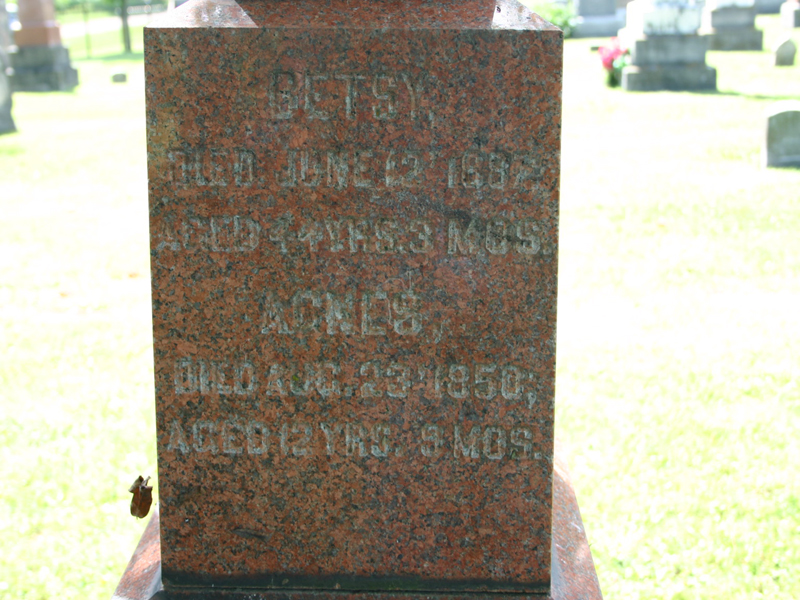 BETSY,
DIED JUNE 12
AGED 44 YRS. 3 MOS.
AGNES,
DIED AUG. 23 1850;
AGED 12 YRS. 9 MOS.